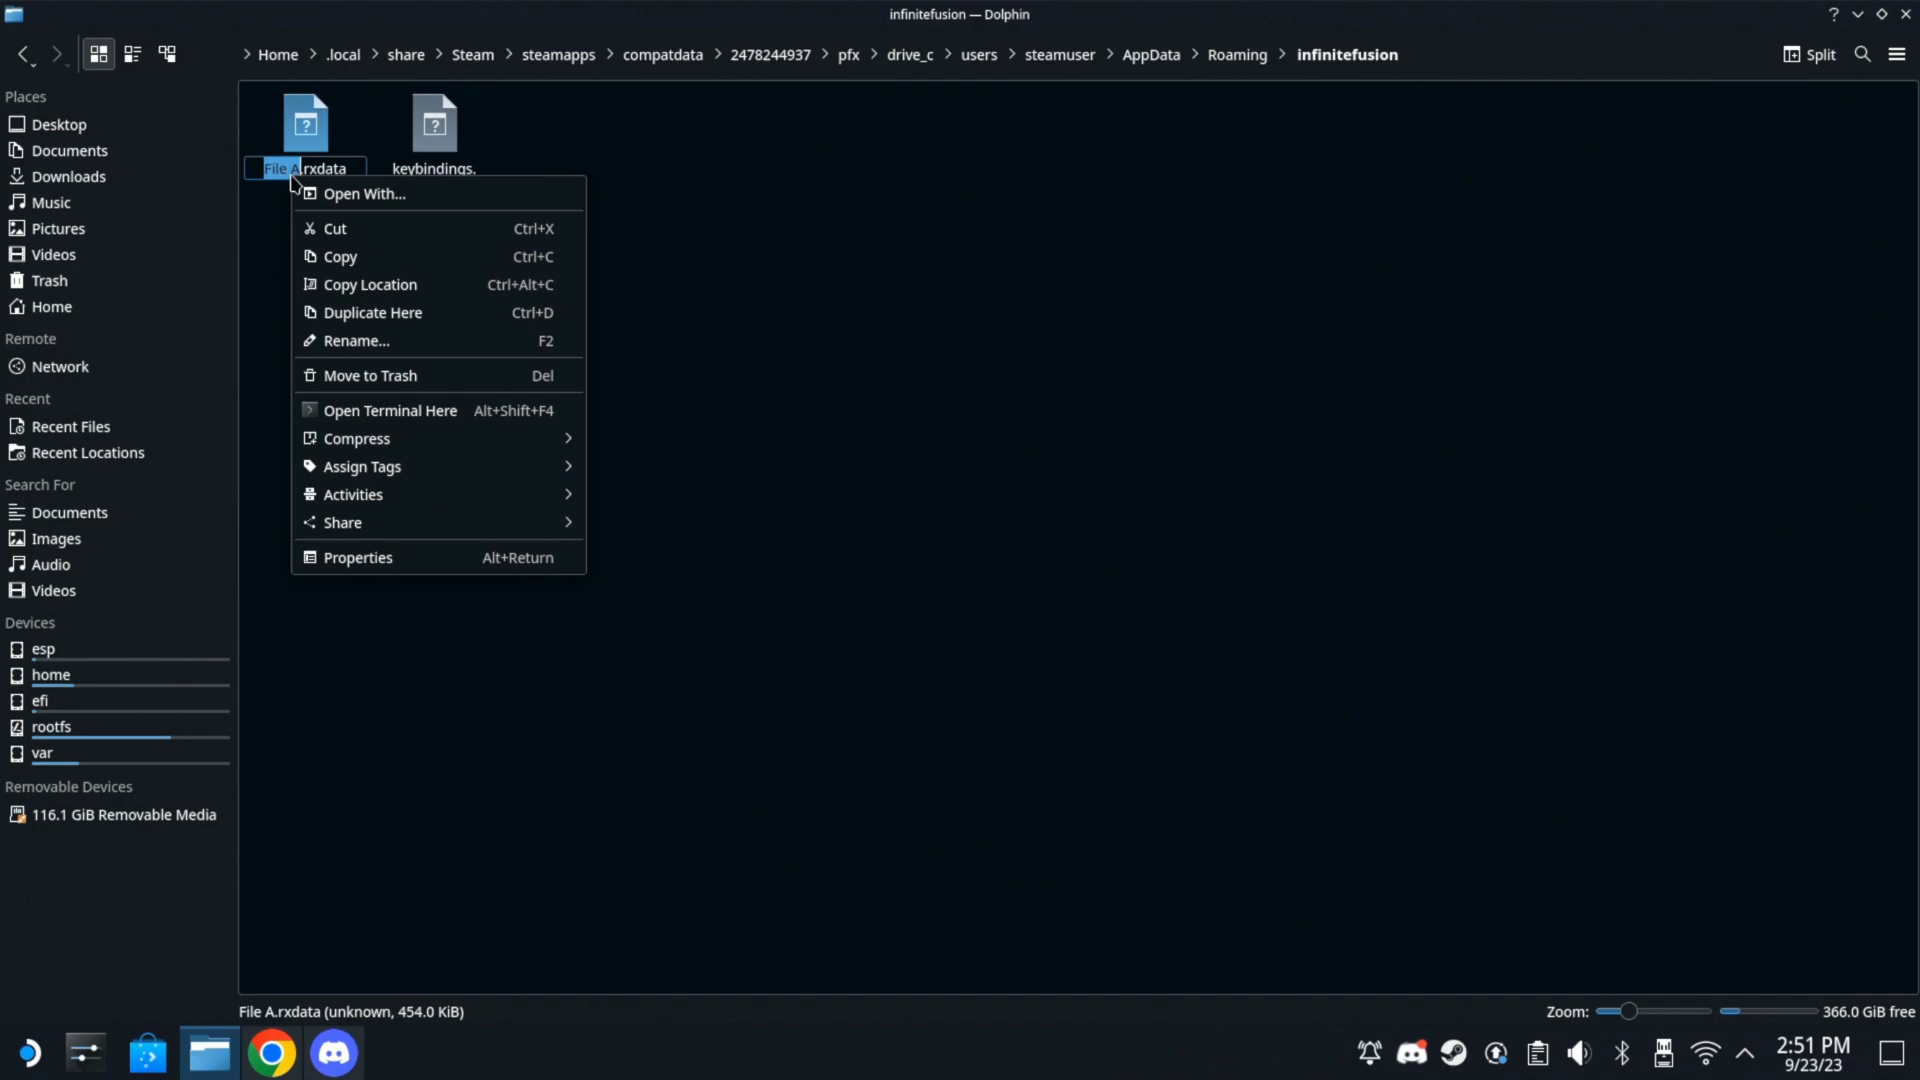 infinitefusion — Dolphin
Home
.local
share
Steam
steamapps
compatdata
2478244937
pfx
drive_c
users
steamuser
AppData
Roaming
infinitefusion
Split
Places
Desktop
Documents
Downloads
Music
Pictures
Videos
Trash
Home
Remote
Network
Recent
Recent Files
Recent Locations
Search For
Documents
Images
Audio
Videos
Devices
esp
home
efi
rootfs
var
Removable Devices
116.1 GiB Removable Media
File A.rxdata
keybindings.
Open With...
Cut Ctrl+X
Copy Ctrl+C
Copy Location Ctrl+Alt+C
Duplicate Here Ctrl+D
Rename... F2
Move to Trash Del
Open Terminal Here Alt+Shift+F4
Compress
Assign Tags
Activities
Share
Properties Alt+Return
File A.rxdata (unknown, 454.0 KiB)
Zoom:
366.0 GiB free
2:51 PM
9/23/23